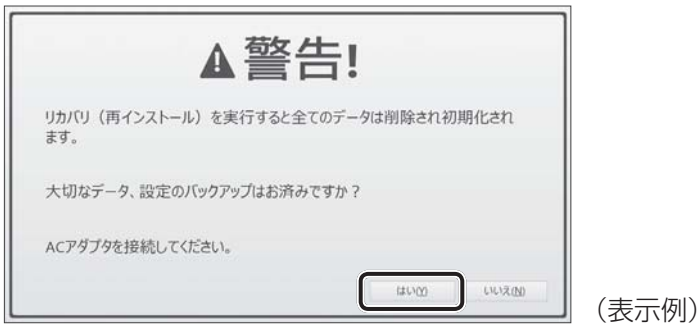 警告!
リカバリ（再インストール）を実行すると全てのデータは削除され初期化され
ます。
大切なデータ、設定のバックアップはお済みですか？
ACアダプタを接続してください。
はい(Y)
いいえ(N)
（表示例）